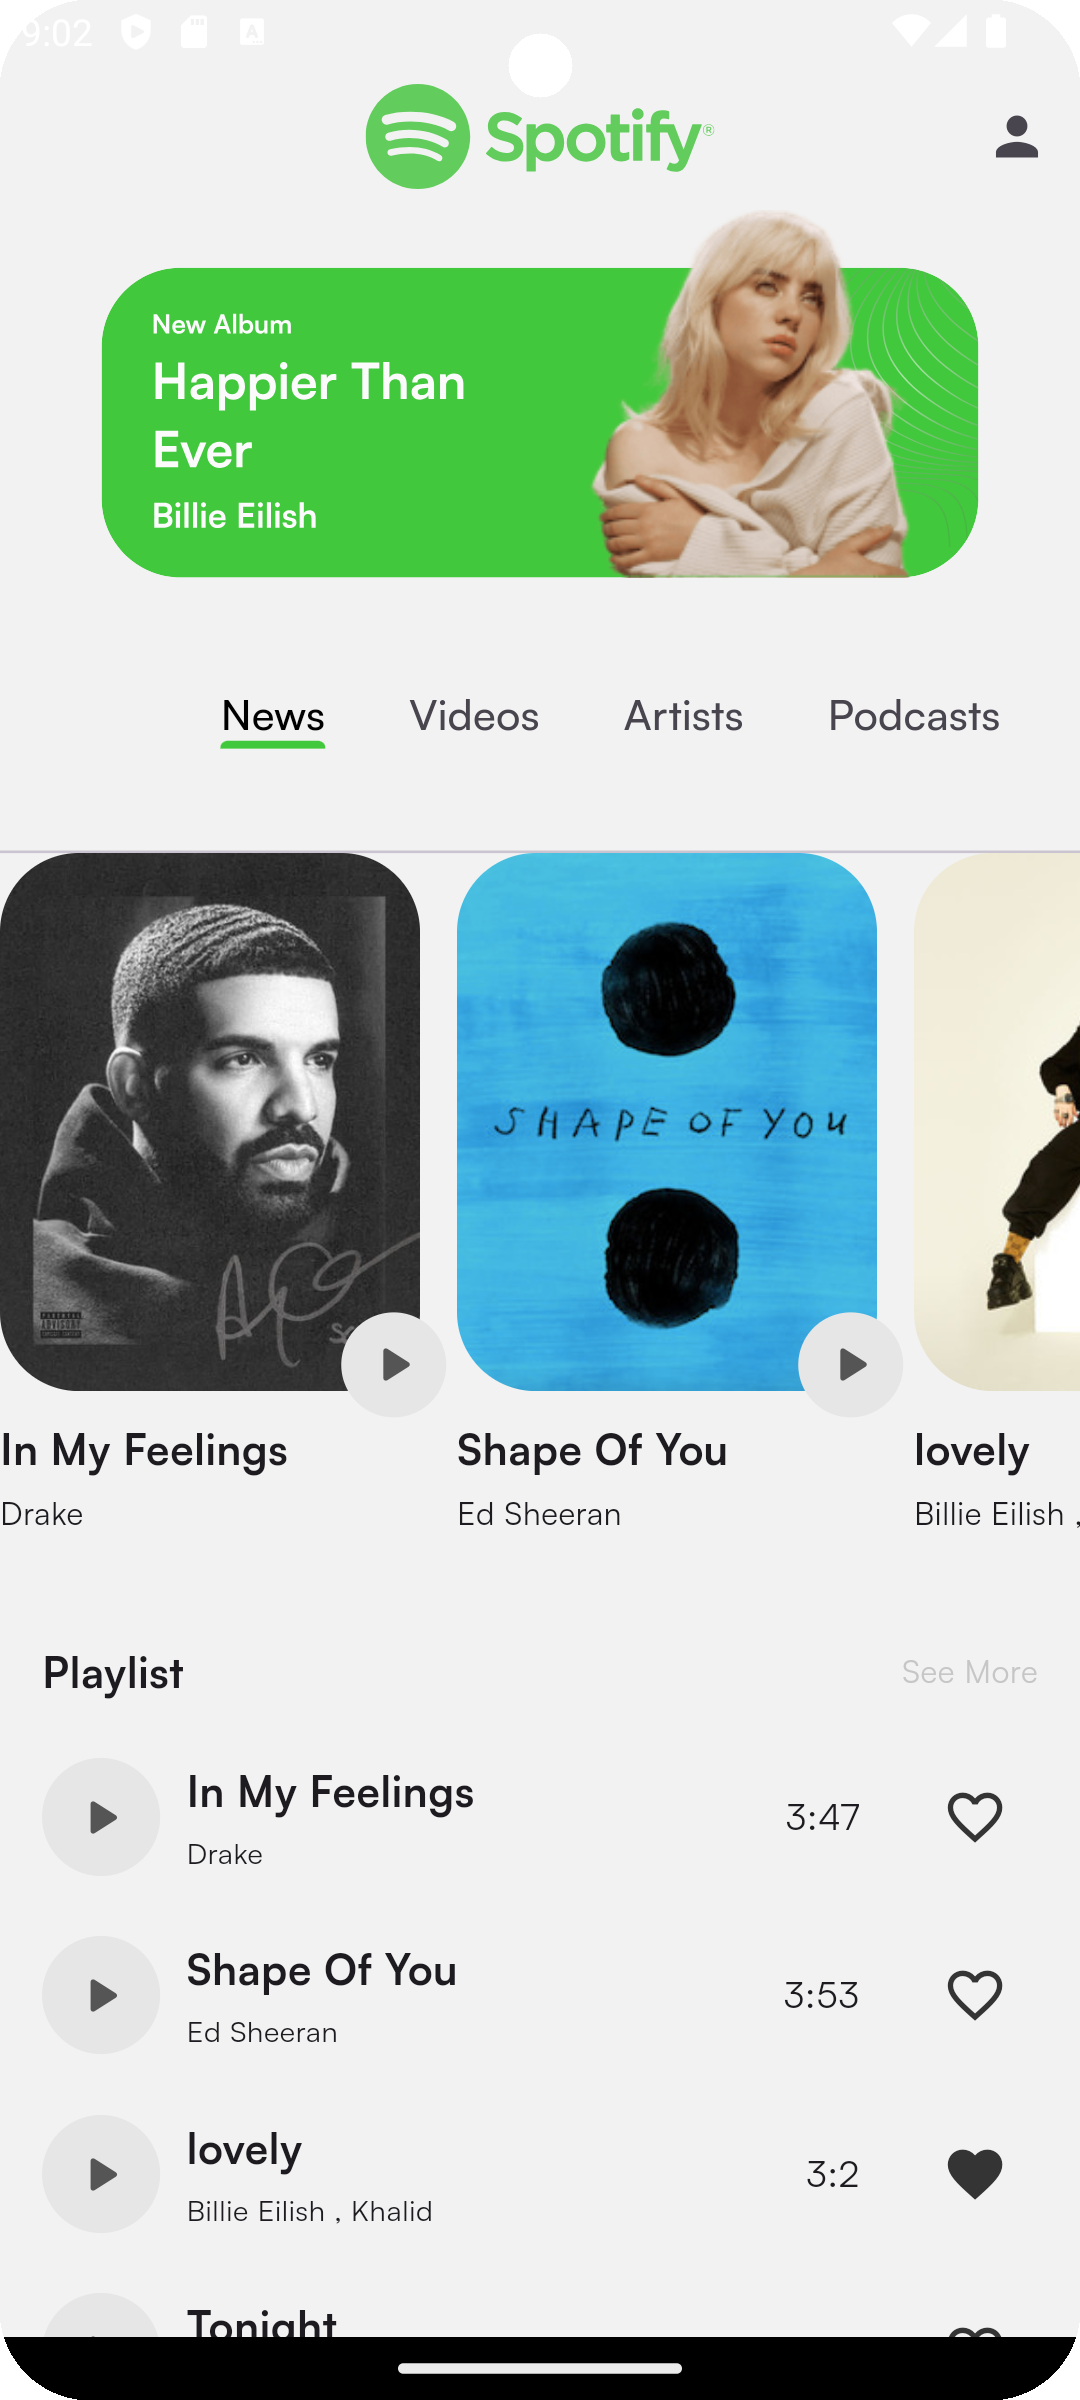 9:02
Spotify®
New Album
Happier Than
Ever
Billie Eilish
News
Videos
Artists
Podcasts
SHAPE OF YOU
In My Feelings
Drake
Shape Of You
Ed Sheeran
lovely
Billie Eilish ,
Playlist
See More
In My Feelings
Drake
3:47
Shape Of You
Ed Sheeran
3:53
lovely
Billie Eilish , Khalid
3:2
Tonight